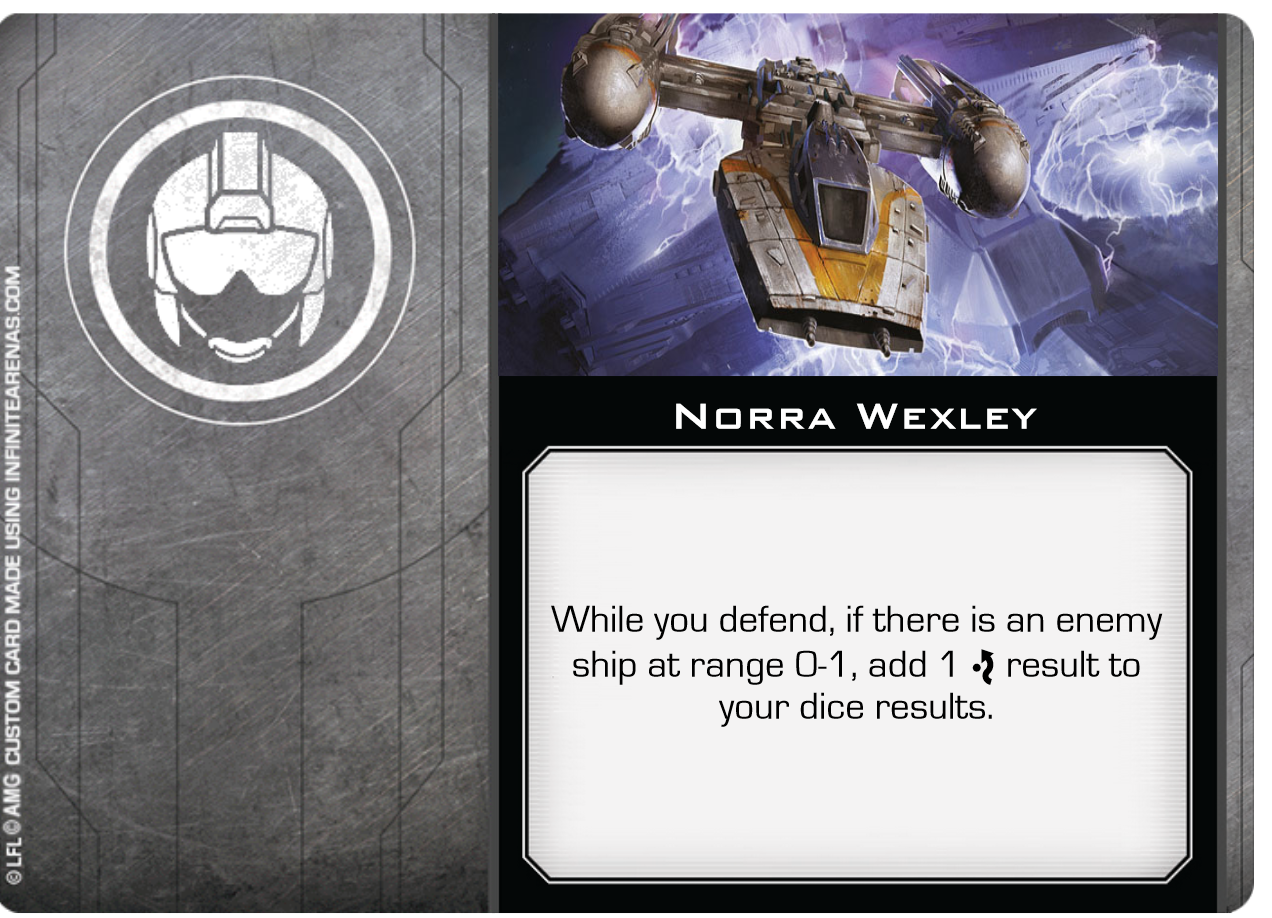 Norra Wexley
While you defend, if there is an enemy
ship at range 0-1, add 1 result to
your dice results.
© LFL © AMG CUSTOM CARD MADE USING INFINITEARENAS.COM